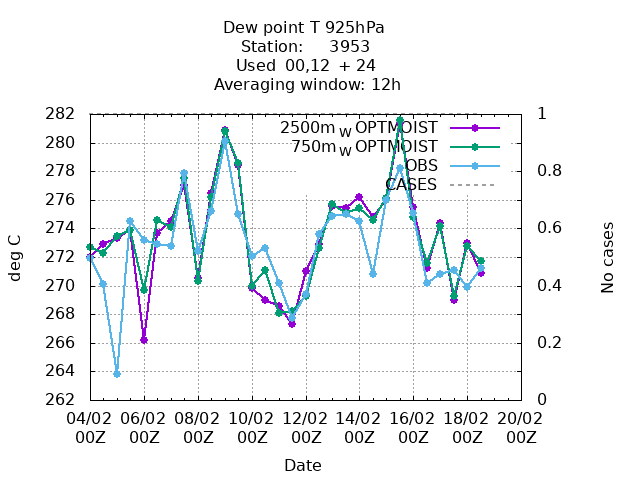 Dew point T 925hPa
Station: 3953
Used 00,12 + 24
Averaging window: 12h
2500m W OPTMOIST
750m W OPTMOIST
OBS
CASES
282
280
278
276
274
272
270
268
266
264
262
deg C
1
0.8
0.6
0.4
0.2
0
No cases
04/02 06/02 08/02 10/02 12/02 14/02 16/02 18/02 20/02
00Z 00Z 00Z 00Z 00Z 00Z 00Z 00Z 00Z
Date